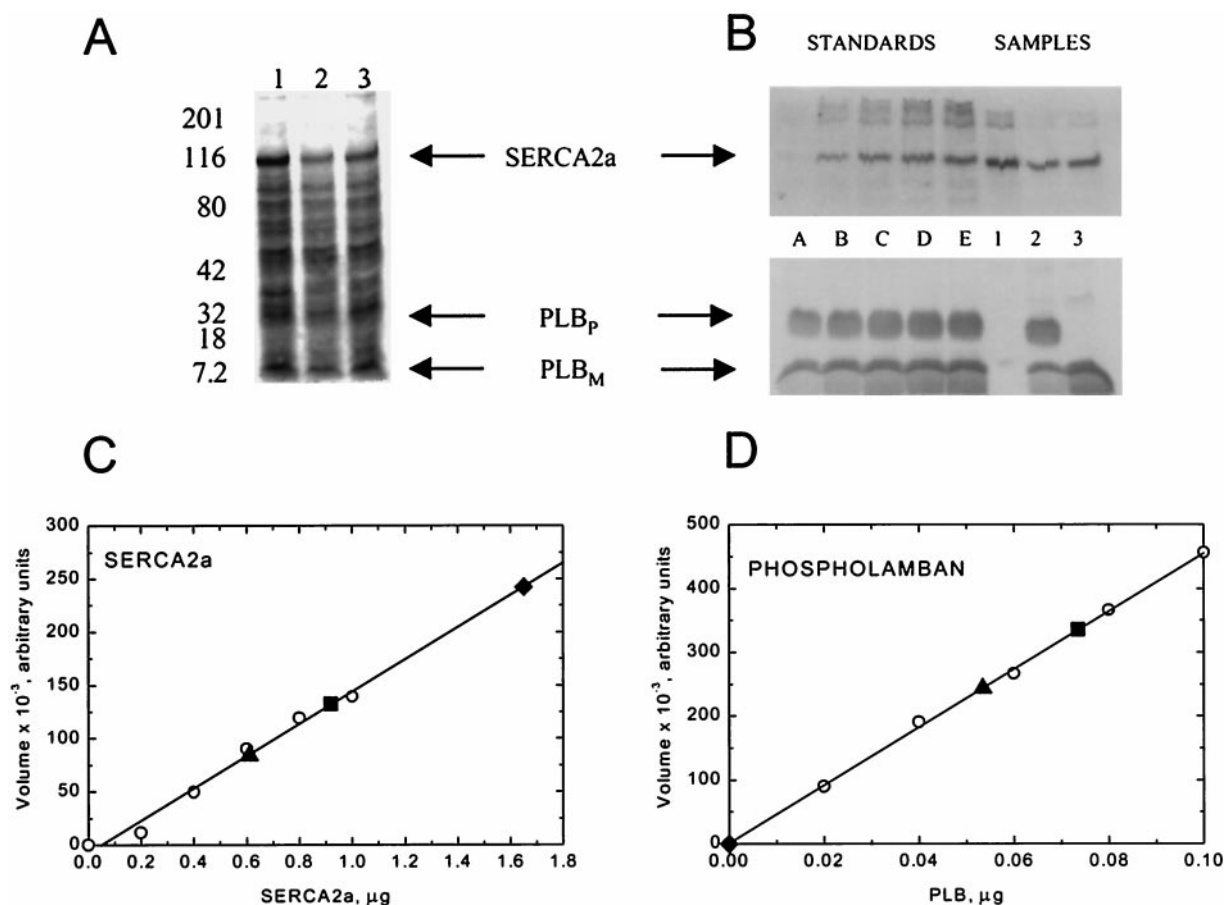 A
B
STANDARDS SAMPLES
1 2 3
201
116
80
42
32
18
7.2
SERCA2a
PLBP
PLBM
A B C D E 1 2 3
C
D
SERCA2a
Volume x 10-3, arbitrary units
300
250
200
150
100
50
0
0.0 0.2 0.4 0.6 0.8 1.0 1.2 1.4 1.6 1.8
SERCA2a, μg
PHOSPHOLAMBAN
Volume x 10-3, arbitrary units
500
400
300
200
100
0
0.00 0.02 0.04 0.06 0.08 0.10
PLB, μg